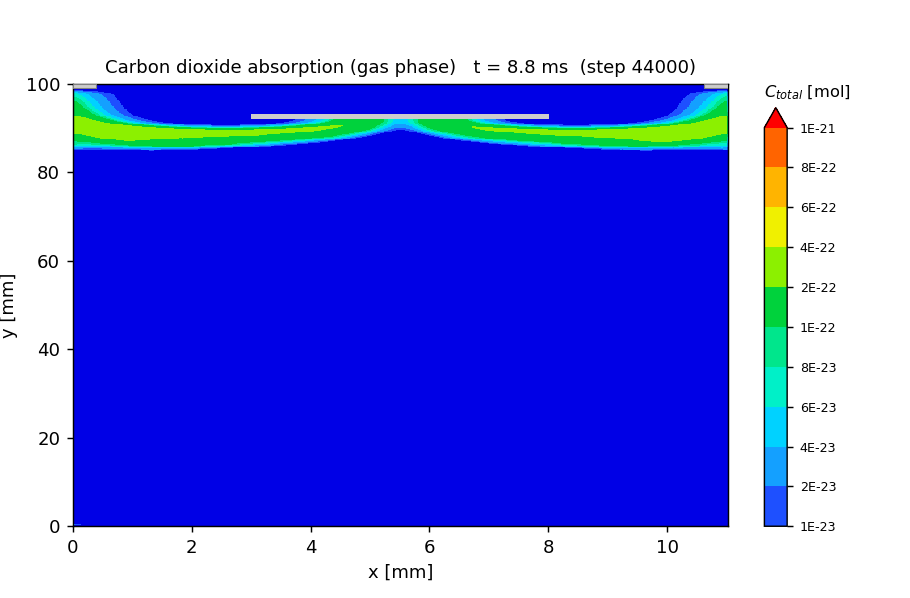 Carbon dioxide absorption (gas phase)   t = 8.8 ms  (step 44000)
C_total [mol]
1E-21
8E-22
6E-22
4E-22
2E-22
1E-22
8E-23
6E-23
4E-23
2E-23
1E-23
y [mm]
100
80
60
40
20
0
0 2 4 6 8 10
x [mm]